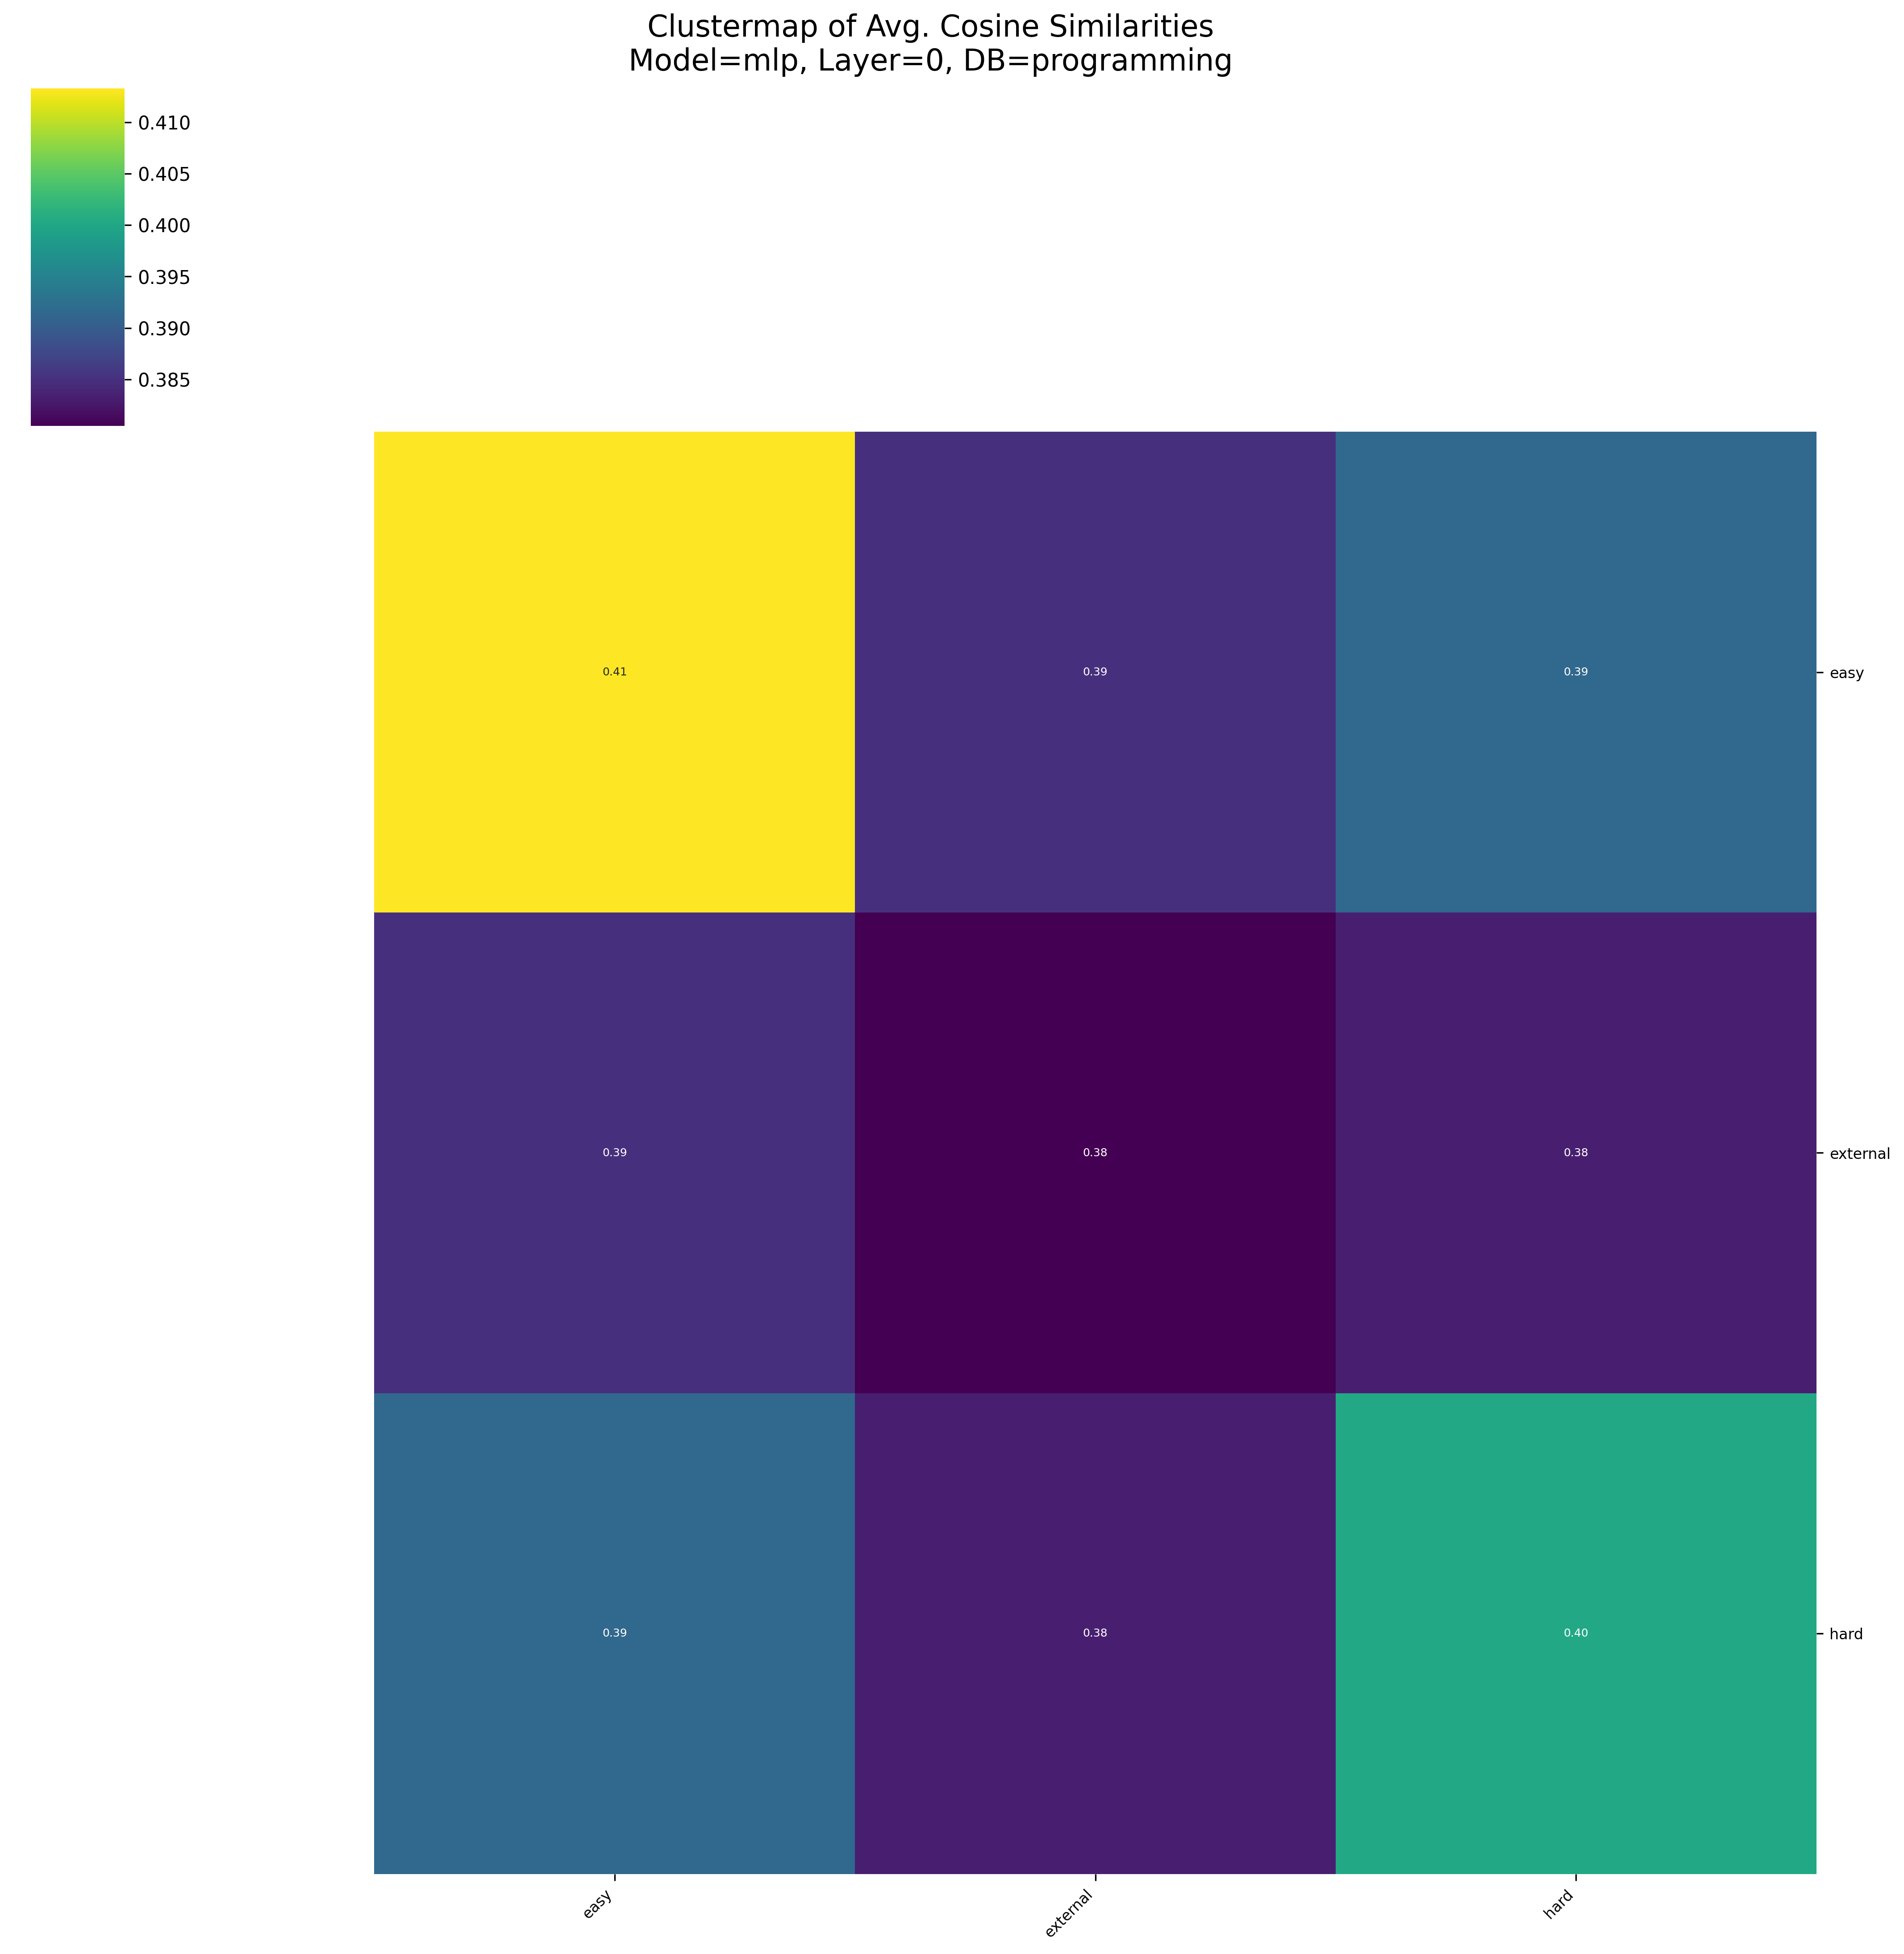 Clustermap of Avg. Cosine Similarities
Model=mlp, Layer=0, DB=programming
0.410
0.405
0.400
0.395
0.390
0.385
0.41 0.39 0.39 easy
0.39 0.38 0.38 external
0.39 0.38 0.40 hard
easy external hard